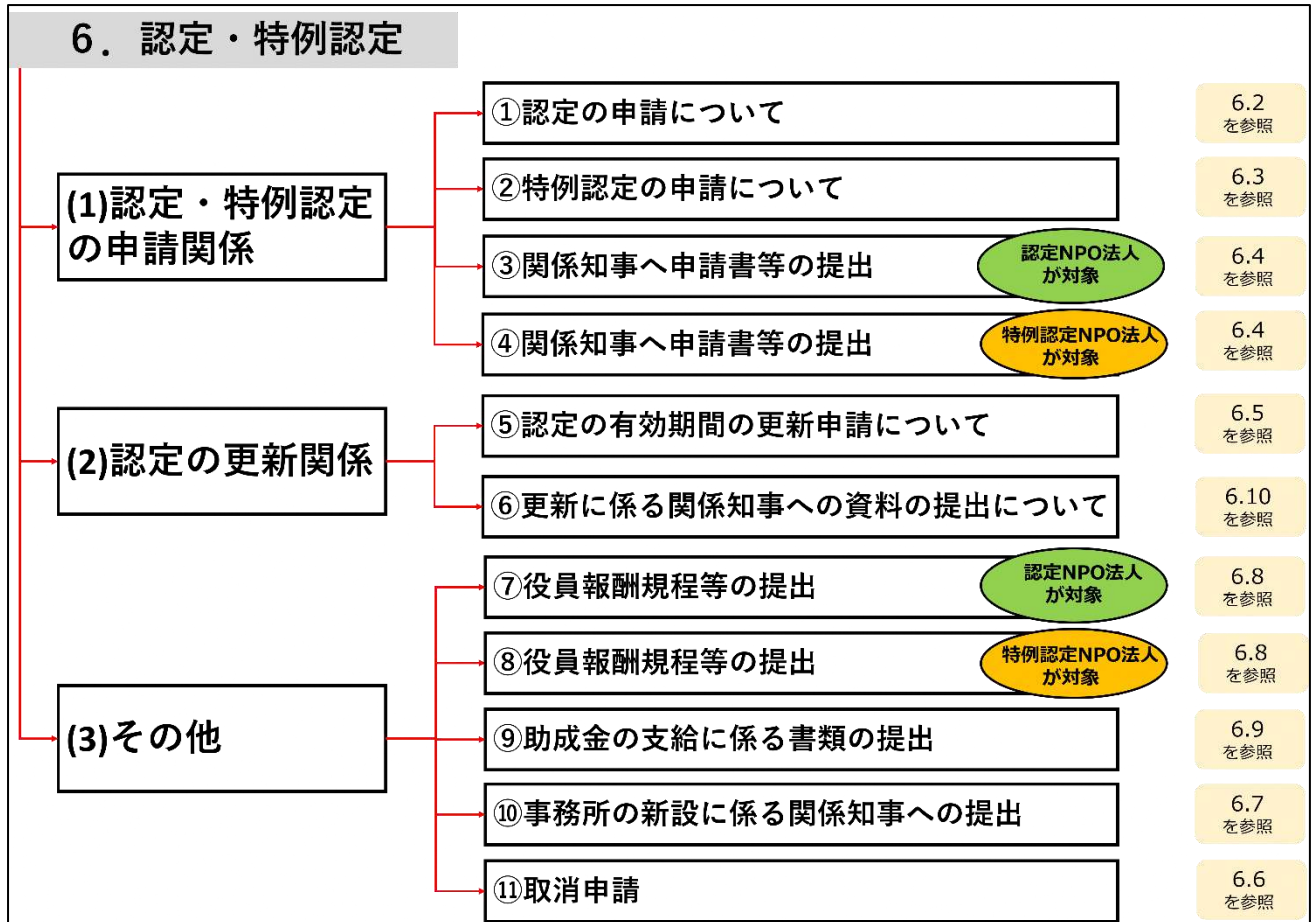 6．認定・特例認定
(1)認定・特例認定
の申請関係
①認定の申請について
6.2
を参照
②特例認定の申請について
6.3
を参照
③関係知事へ申請書等の提出
認定NPO法人
が対象
6.4
を参照
④関係知事へ申請書等の提出
特例認定NPO法人
が対象
6.4
を参照
(2)認定の更新関係
⑤認定の有効期間の更新申請について
6.5
を参照
⑥更新に係る関係知事への資料の提出について
6.10
を参照
(3)その他
⑦役員報酬規程等の提出
認定NPO法人
が対象
6.8
を参照
⑧役員報酬規程等の提出
特例認定NPO法人
が対象
6.8
を参照
⑨助成金の支給に係る書類の提出
6.9
を参照
⑩事務所の新設に係る関係知事への提出
6.7
を参照
⑪取消申請
6.6
を参照